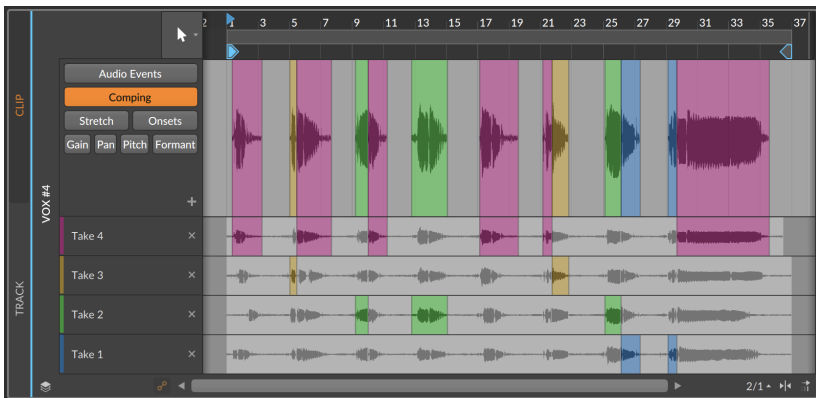 2 1 3 5 7 9 11 13 15 17 19 21 23 25 27 29 31 33 35 37
CLIP
TRACK
VOX #4
Audio Events
Comping
Stretch Onsets
Gain Pan Pitch Formant
+
Take 4 ×
Take 3 ×
Take 2 ×
Take 1 ×
2/1